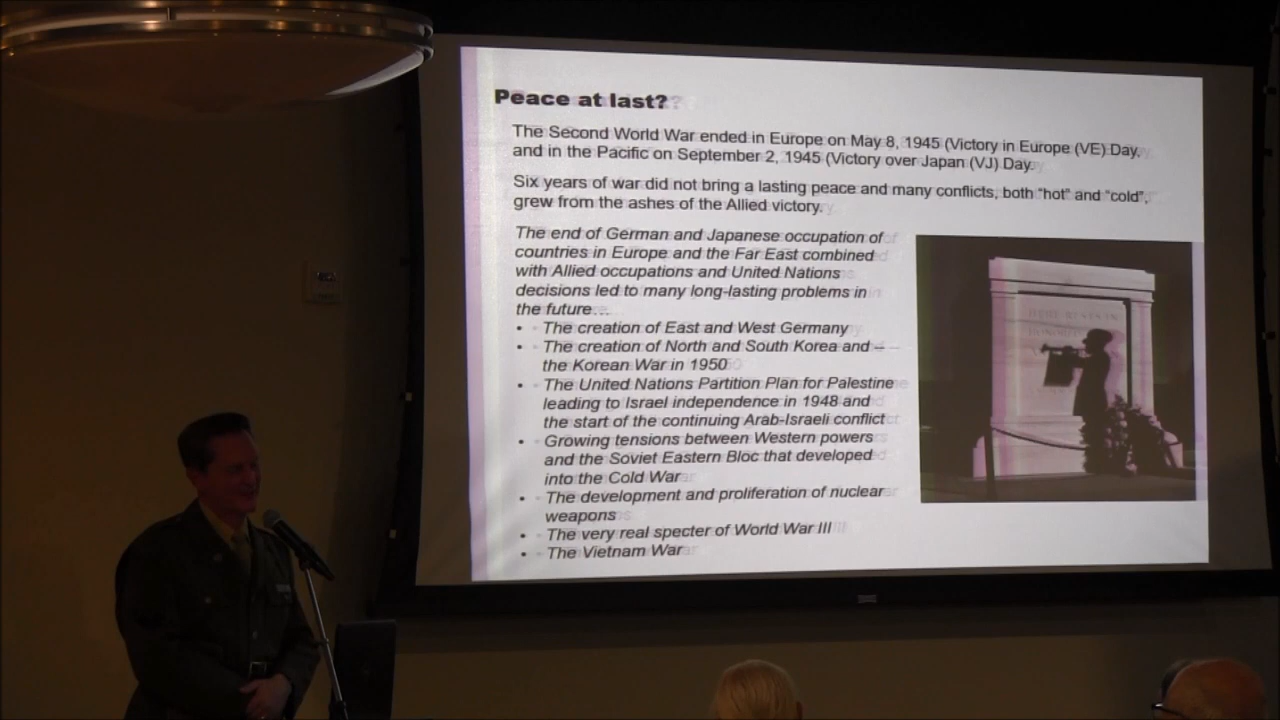 Peace at last?
The Second World War ended in Europe on May 8, 1945 (Victory in Europe (VE) Day.
and in the Pacific on September 2, 1945 (Victory over Japan (VJ) Day.
Six years of war did not bring a lasting peace and many conflicts, both "hot" and "cold",
grew from the ashes of the Allied victory.
The end of German and Japanese occupation of
countries in Europe and the Far East combined
with Allied occupations and United Nations
decisions led to many long-lasting problems in
the future…
• The creation of East and West Germany
• The creation of North and South Korea and –
the Korean War in 1950
• The United Nations Partition Plan for Palestine
leading to Israel independence in 1948 and
the start of the continuing Arab-Israeli conflict
• Growing tensions between Western powers
and the Soviet Eastern Bloc that developed
into the Cold War
• The development and proliferation of nuclear
weapons
• The very real specter of World War III
• The Vietnam War